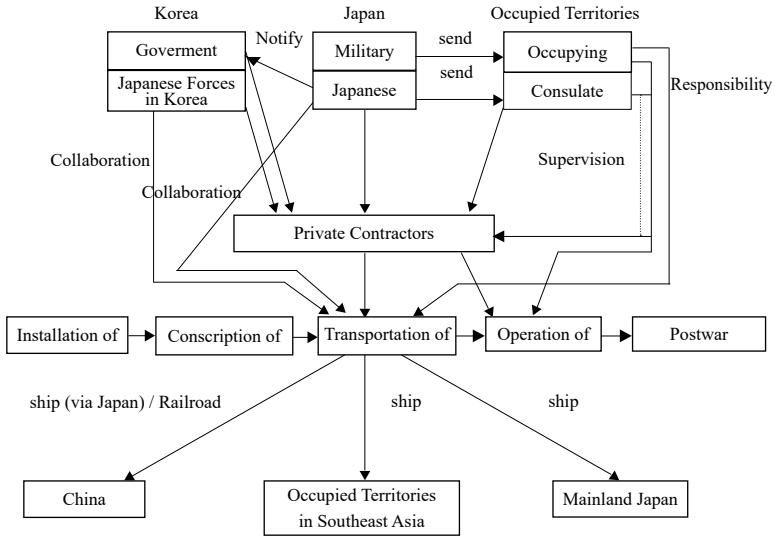 Korea
Japan
Occupied Territories
Goverment
Notify
Military
send
Occupying
Japanese Forces
in Korea
Japanese
send
Consulate
Responsibility
Collaboration
Supervision
Collaboration
Private Contractors
Installation of
Conscription of
Transportation of
Operation of
Postwar
ship (via Japan) / Railroad
ship
ship
China
Occupied Territories
in Southeast Asia
Mainland Japan